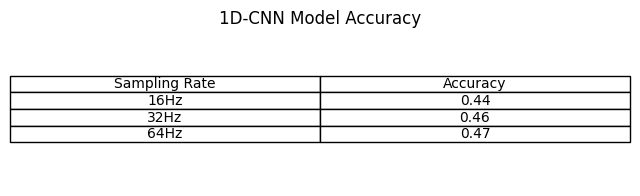 1D-CNN Model Accuracy
Sampling Rate Accuracy
16Hz 0.44
32Hz 0.46
64Hz 0.47